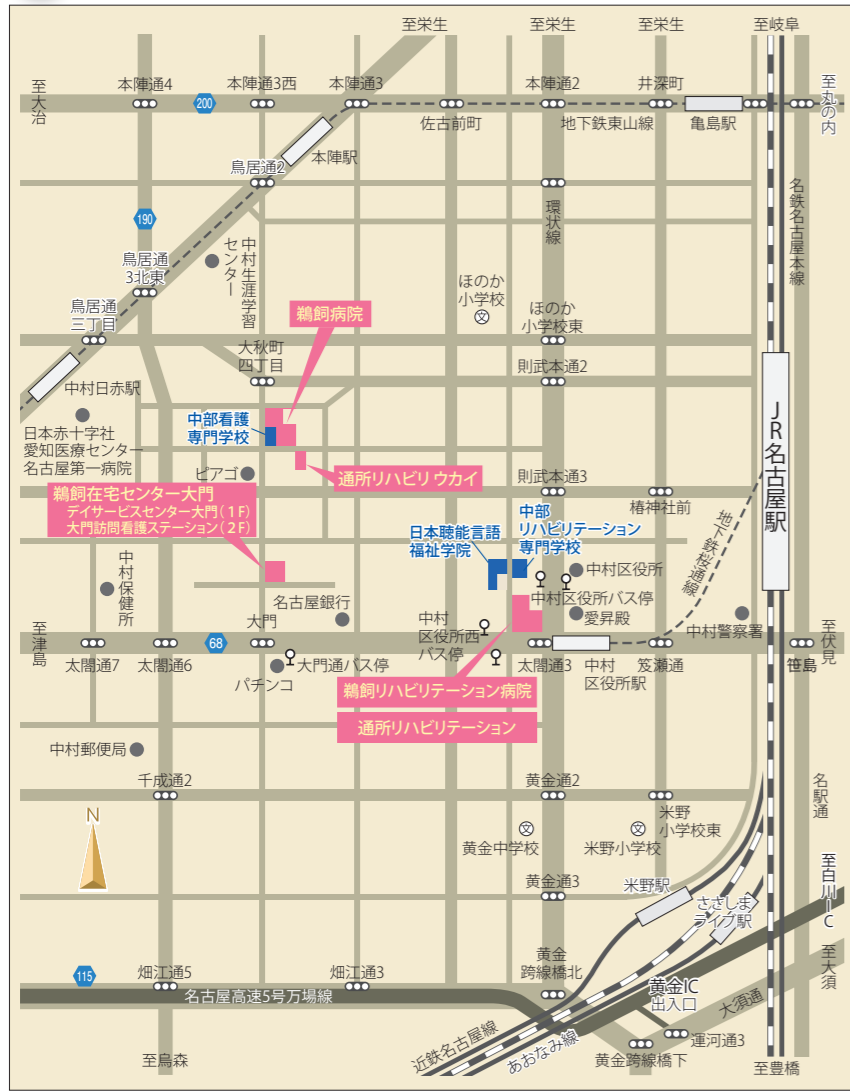 至栄生
至栄生
至栄生
至岐阜
至大治
本陣通4
200
本陣通3西
本陣通3
本陣通2
井深町
至丸の内
佐古前町
地下鉄東山線
亀島駅
本陣駅
鳥居通2
190
環状線
名鉄名古屋本線
鳥居通
3北東
中村生涯学習
センター
鳥居通
三丁目
ほのか
小学校
文
ほのか
小学校東
鵜飼病院
大秋町
四丁目
則武本通2
中村日赤駅
日本赤十字社
愛知医療センター
名古屋第一病院
中部看護
専門学校
JR名古屋駅
ピアゴ
通所リハビリ ウカイ
則武本通3
椿神社前
地下鉄桜通線
鵜飼在宅センター大門
デイサービスセンター大門(1F)
大門訪問看護ステーション(2F)
日本聴能言語
福祉学院
中部
リハビリテーション
専門学校
中村保健所
中村区役所
中村区役所バス停
愛昇殿
中村警察署
名古屋銀行
大門
中村
区役所西
バス停
至津島
68
至伏見
太閤通7
太閤通6
パチンコ
大門通バス停
太閤通3
中村
区役所駅
笈瀬通
笹島
鵜飼リハビリテーション病院
通所リハビリテーション
中村郵便局
千成通2
黄金通2
米野
小学校東
名駅通
N
文
黄金中学校
文
米野小学校
黄金通3
米野駅
ささしま
ライブ駅
至白川IC
115
畑江通5
畑江通3
黄金
跨線橋北
黄金IC
出入口
至大須
名古屋高速5号万場線
大須通
近鉄名古屋線
あおなみ線
運河通3
黄金跨線橋下
至烏森
至豊橋